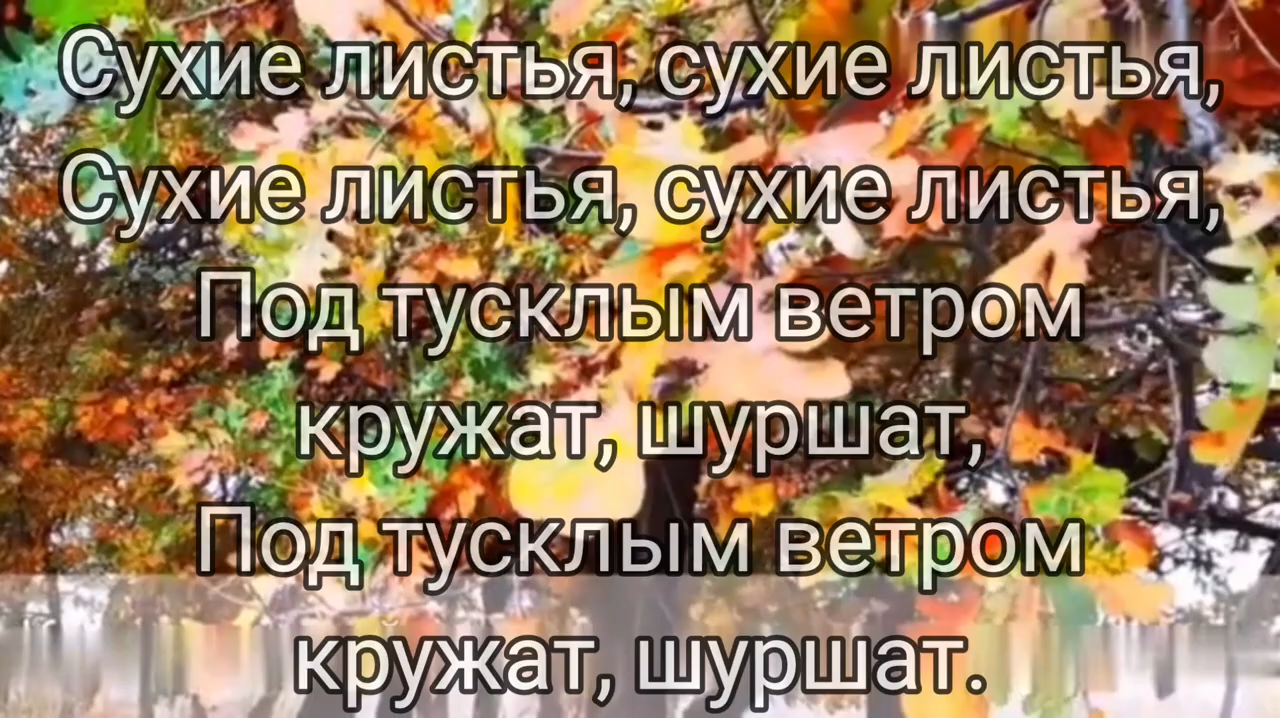 Сухие листья, сухие листья,
Сухие листья, сухие листья,
Под тусклым ветром
кружат, шуршат,
Под тусклым ветром
кружат, шуршат.